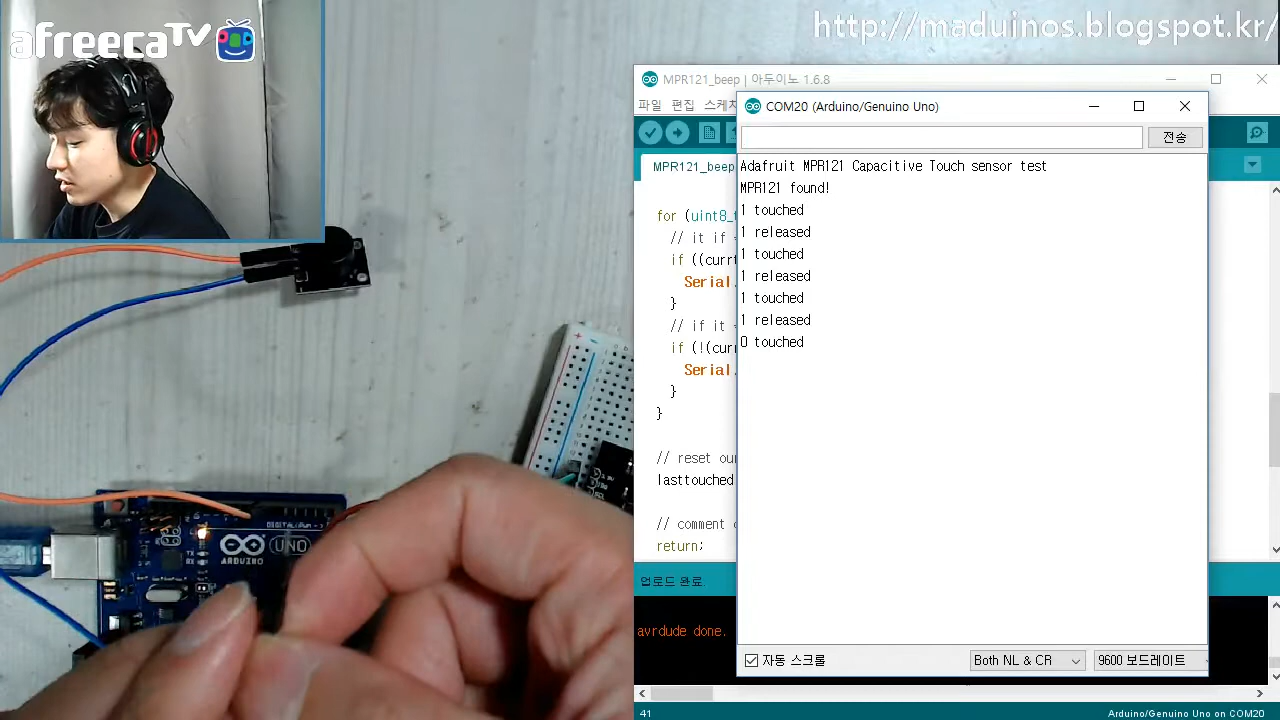 afreecaTV
http://maduinos.blogspot.kr/
MPR121_beep | 아두이노 1.6.8
파일 편집 스케치
COM20 (Arduino/Genuino Uno)
전송
MPR121_beep
Adafruit MPR121 Capacitive Touch sensor test
MPR121 found!
1 touched
1 released
1 touched
1 released
1 touched
1 released
0 touched
for (uint8_t
// it if
if ((curr
Serial.
}
// if it
if (!(curr
Serial.
}
}
// reset our
lasttouched
// comment
return;
업로드 완료.
avrdude done.
자동 스크롤
Both NL & CR
9600 보드레이트
41
Arduino/Genuino Uno on COM20
UNO
ARDUINO
DIGITAL (PWM ~)
TX
RX